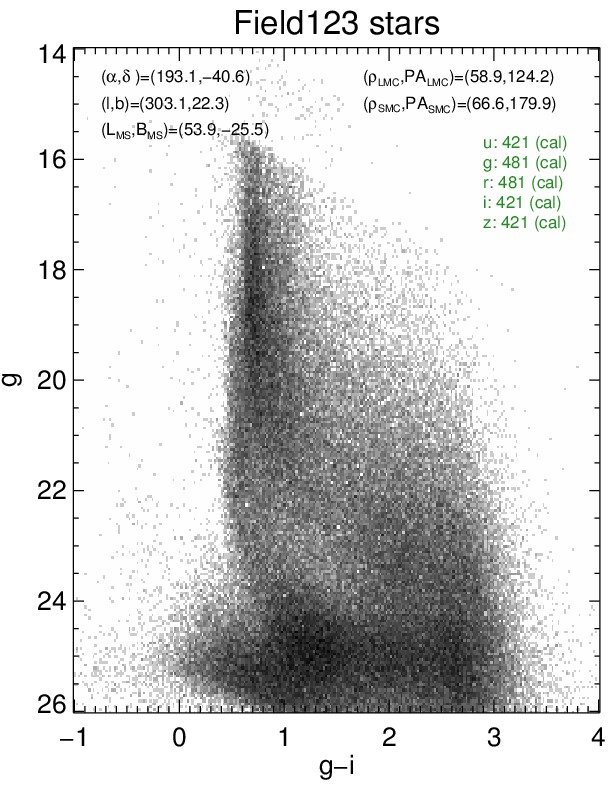 Field123 stars
(α,δ)=(193.1,−40.6)
(ρLMC,PALMC)=(58.9,124.2)
(l,b)=(303.1,22.3)
(ρSMC,PASMC)=(66.6,179.9)
(LMS,BMS)=(53.9,−25.5)
u: 421 (cal)
g: 481 (cal)
r: 481 (cal)
i: 421 (cal)
z: 421 (cal)
14
16
18
20
22
24
26
g
−1 0 1 2 3 4
g−i